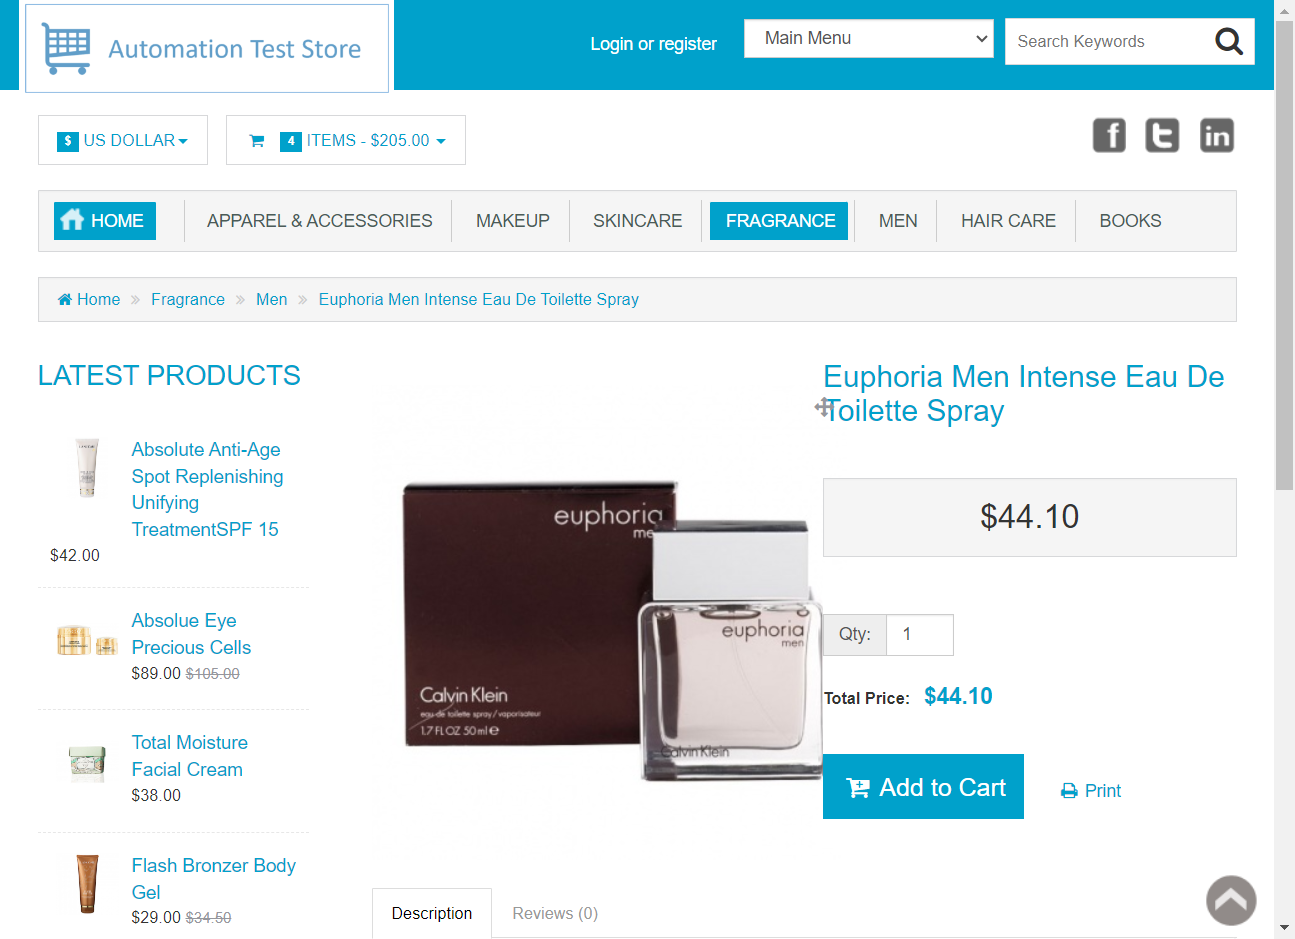 Automation Test Store
Login or register
Main Menu
Search Keywords
$ US DOLLAR
4 ITEMS - $205.00
f t in
HOME
APPAREL & ACCESSORIES
MAKEUP
SKINCARE
FRAGRANCE
MEN
HAIR CARE
BOOKS
Home » Fragrance » Men » Euphoria Men Intense Eau De Toilette Spray
LATEST PRODUCTS
Absolute Anti-Age
Spot Replenishing
Unifying
TreatmentSPF 15
$42.00
Absolue Eye
Precious Cells
$89.00 $105.00
Total Moisture
Facial Cream
$38.00
Flash Bronzer Body
Gel
$29.00 $34.50
euphoria
men
Calvin Klein
eau de toilette spray / vaporisateur
1.7 FL OZ 50 ml e
euphoria
men
Calvin Klein
Euphoria Men Intense Eau De
Toilette Spray
$44.10
Qty: 1
Total Price: $44.10
Add to Cart
Print
Description
Reviews (0)